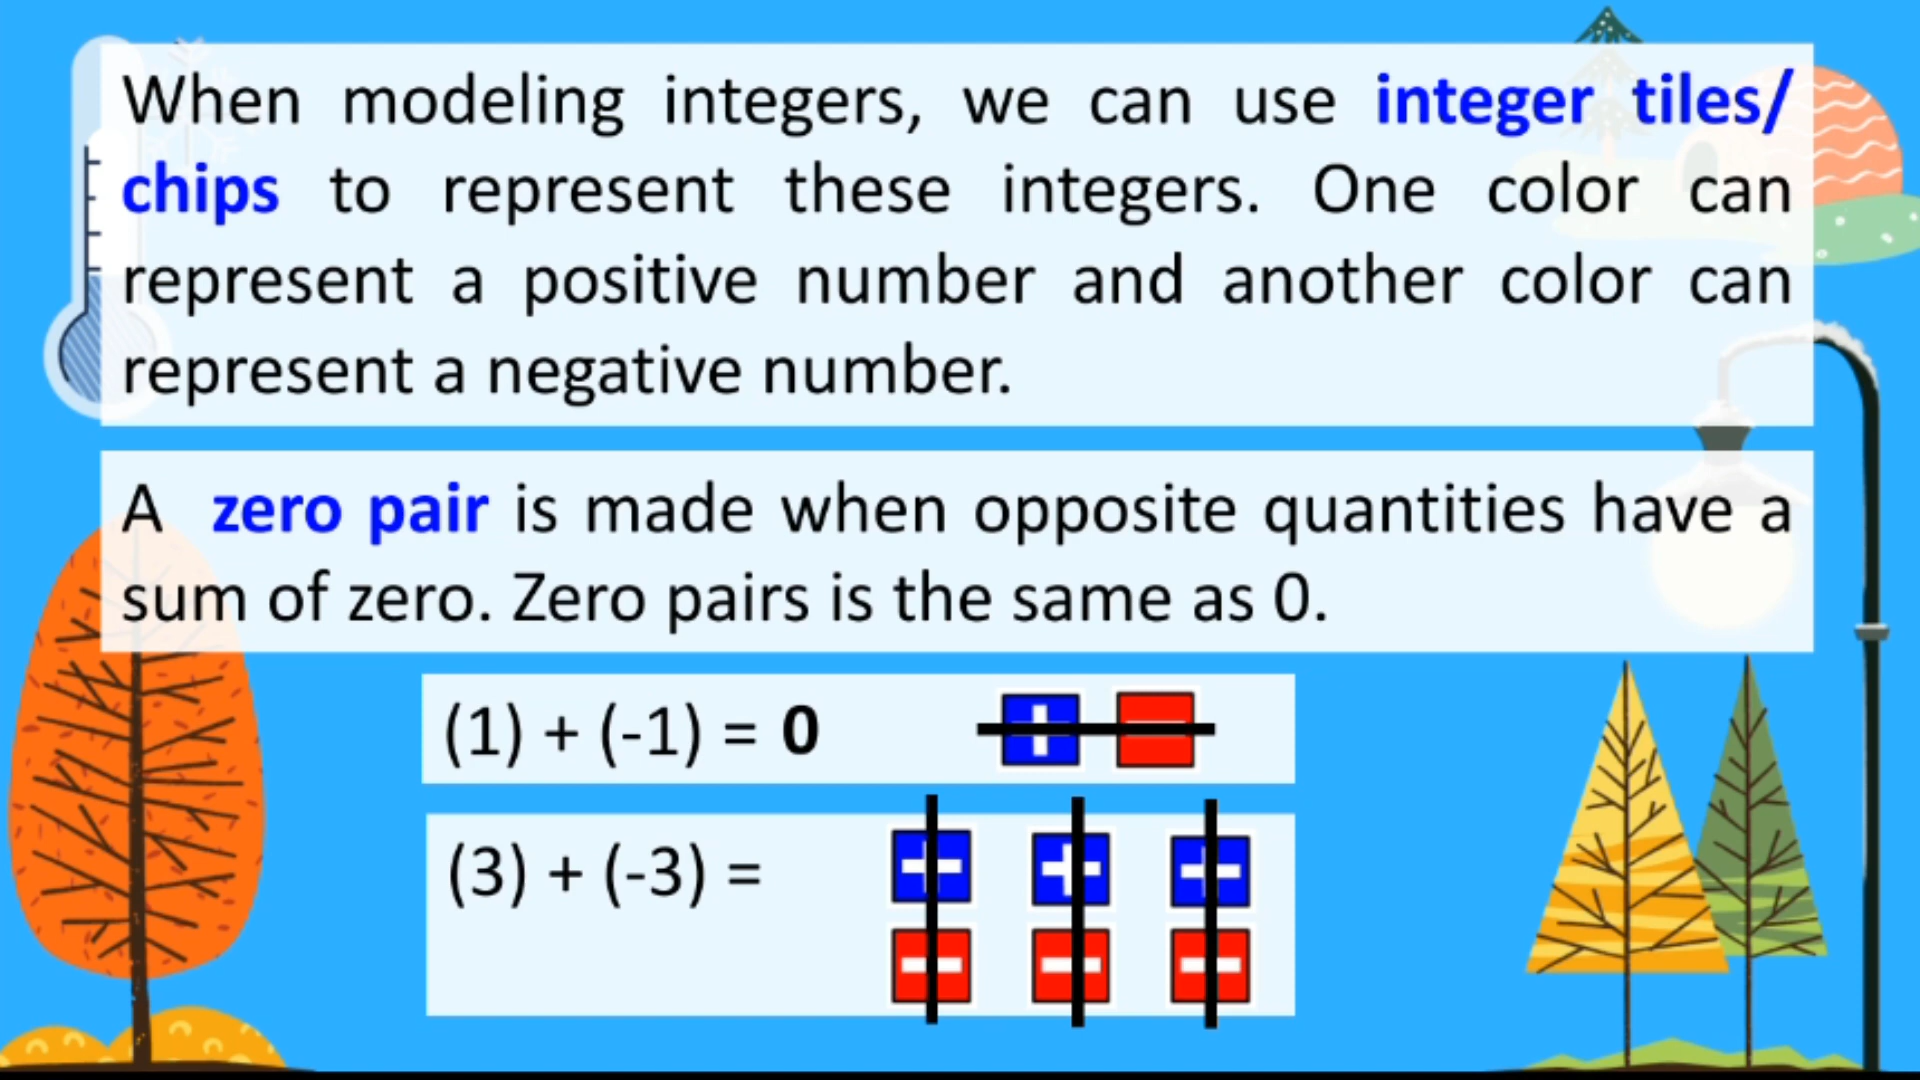 When modeling integers, we can use integer tiles/
chips to represent these integers. One color can
represent a positive number and another color can
represent a negative number.
A zero pair is made when opposite quantities have a
sum of zero. Zero pairs is the same as 0.
(1) + (-1) = 0
(3) + (-3) =